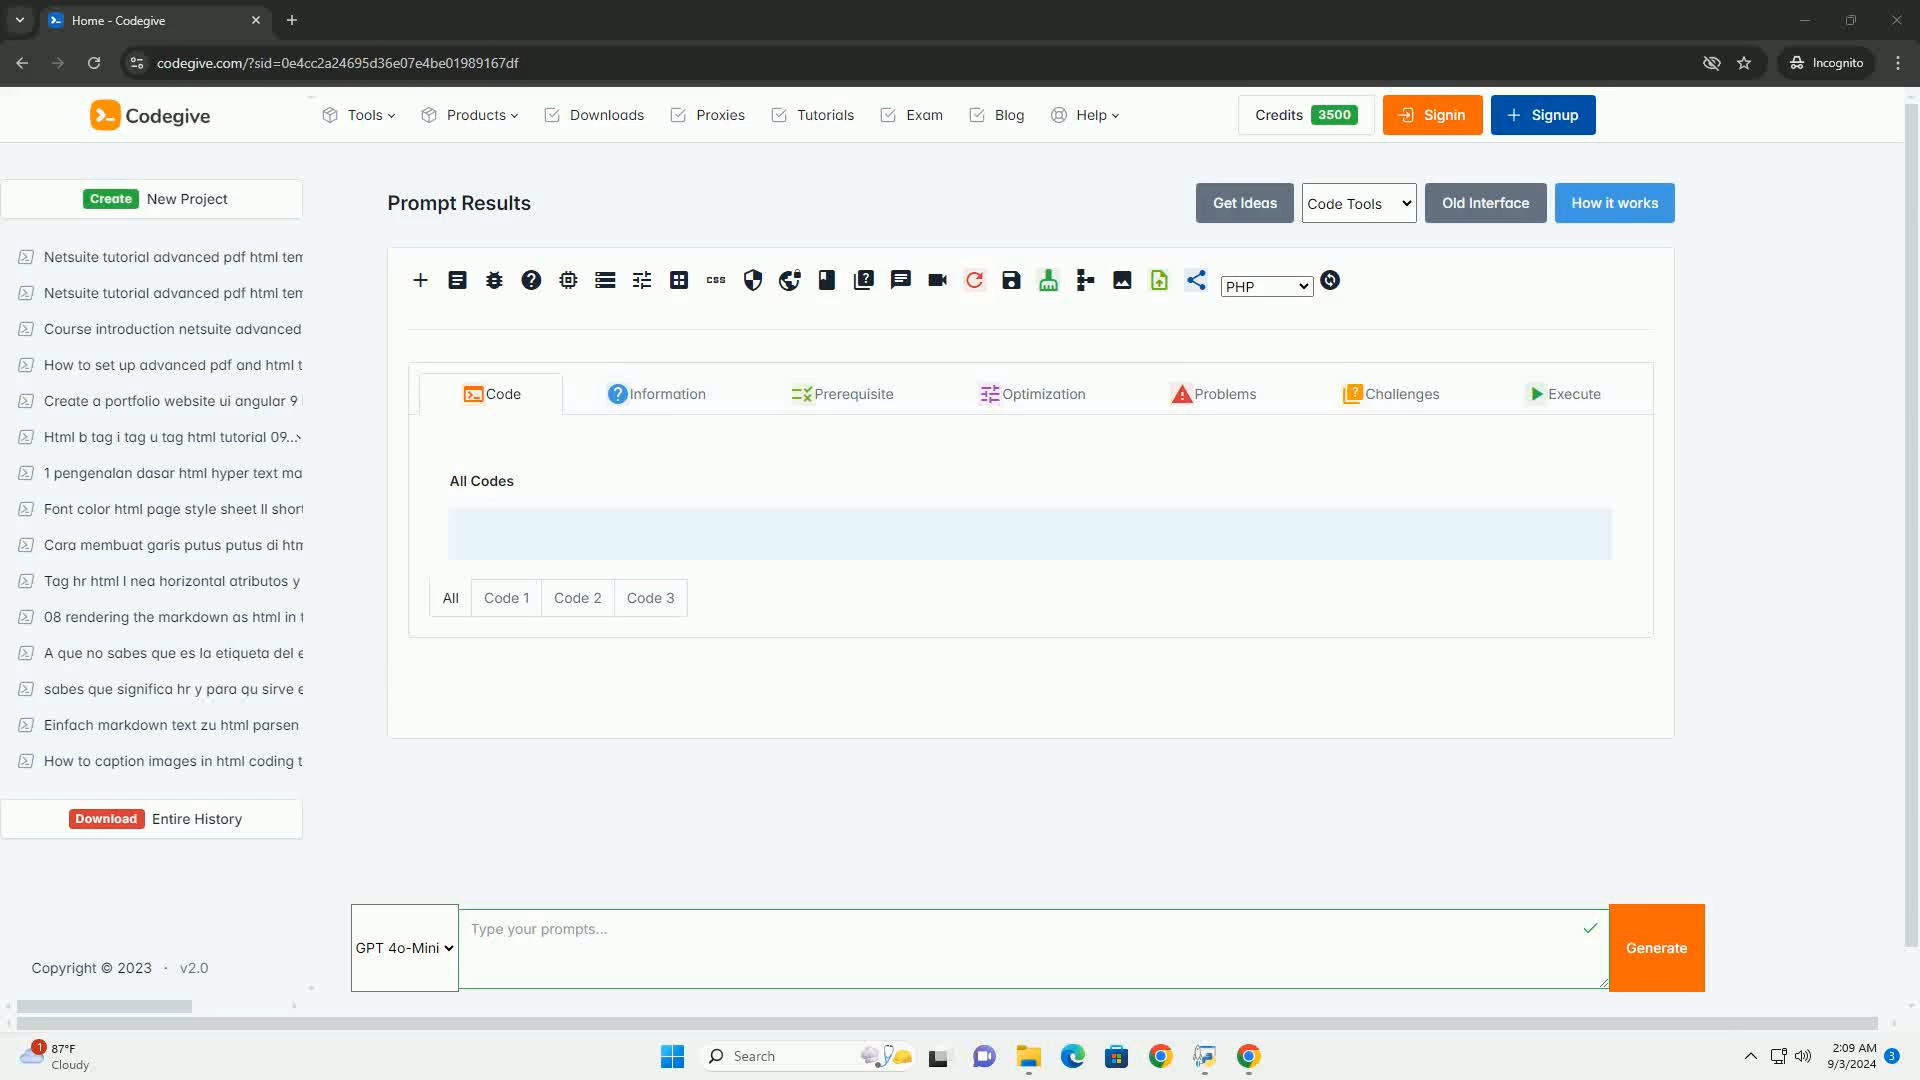 Home - Codegive
codegive.com/?sid=0e4cc2a24695d36e07e4be01989167df
Incognito
Codegive
Tools
Products
Downloads
Proxies
Tutorials
Exam
Blog
Help
Credits 3500
Signin
Signup
Create New Project
Netsuite tutorial advanced pdf html tem
Netsuite tutorial advanced pdf html tem
Course introduction netsuite advanced
How to set up advanced pdf and html t
Create a portfolio website ui angular 9
Html b tag i tag u tag html tutorial 09...
1 pengenalan dasar html hyper text ma
Font color html page style sheet II short
Cara membuat garis putus putus di htm
Tag hr html l nea horizontal atributos y
08 rendering the markdown as html in t
A que no sabes que es la etiqueta del e
sabes que significa hr y para qu sirve e
Einfach markdown text zu html parsen
How to caption images in html coding t
Download Entire History
Copyright © 2023 · v2.0
Prompt Results
Get Ideas
Code Tools
Old Interface
How it works
css
PHP
Code
Information
Prerequisite
Optimization
Problems
Challenges
Execute
All Codes
All
Code 1
Code 2
Code 3
GPT 4o-Mini
Type your prompts...
Generate
1
87°F
Cloudy
Search
2:09 AM
9/3/2024
3